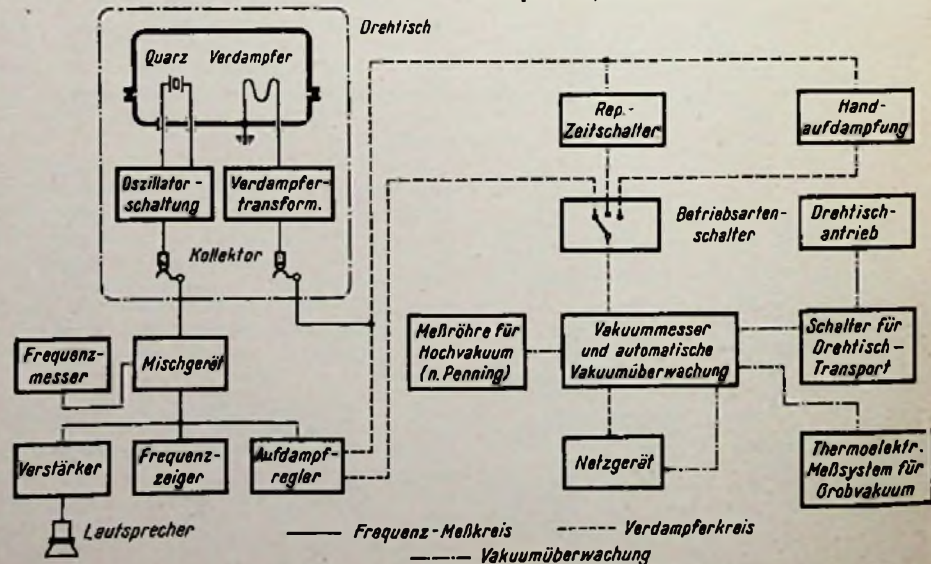 Drehtisch
Quarz Verdampfer
Oszillator-
schaltung
Verdampfer-
transform.
Kollektor
Rep.-
Zeitschalter
Hand-
aufdampfung
Betriebsarten-
schalter
Drehtisch-
antrieb
Meßröhre für
Hochvakuum
(n. Penning)
Vakuummesser
und automatische
Vakuumüberwachung
Schalter für
Drehtisch-
Transport
Frequenz-
messer
Mischgerät
Verstärker
Frequenz-
zeiger
Aufdampf-
regler
Netzgerät
Thermoelektr.
Meßsystem für
Grobvakuum
Lautsprecher
Frequenz-Meßkreis
Verdampferkreis
Vakuumüberwachung